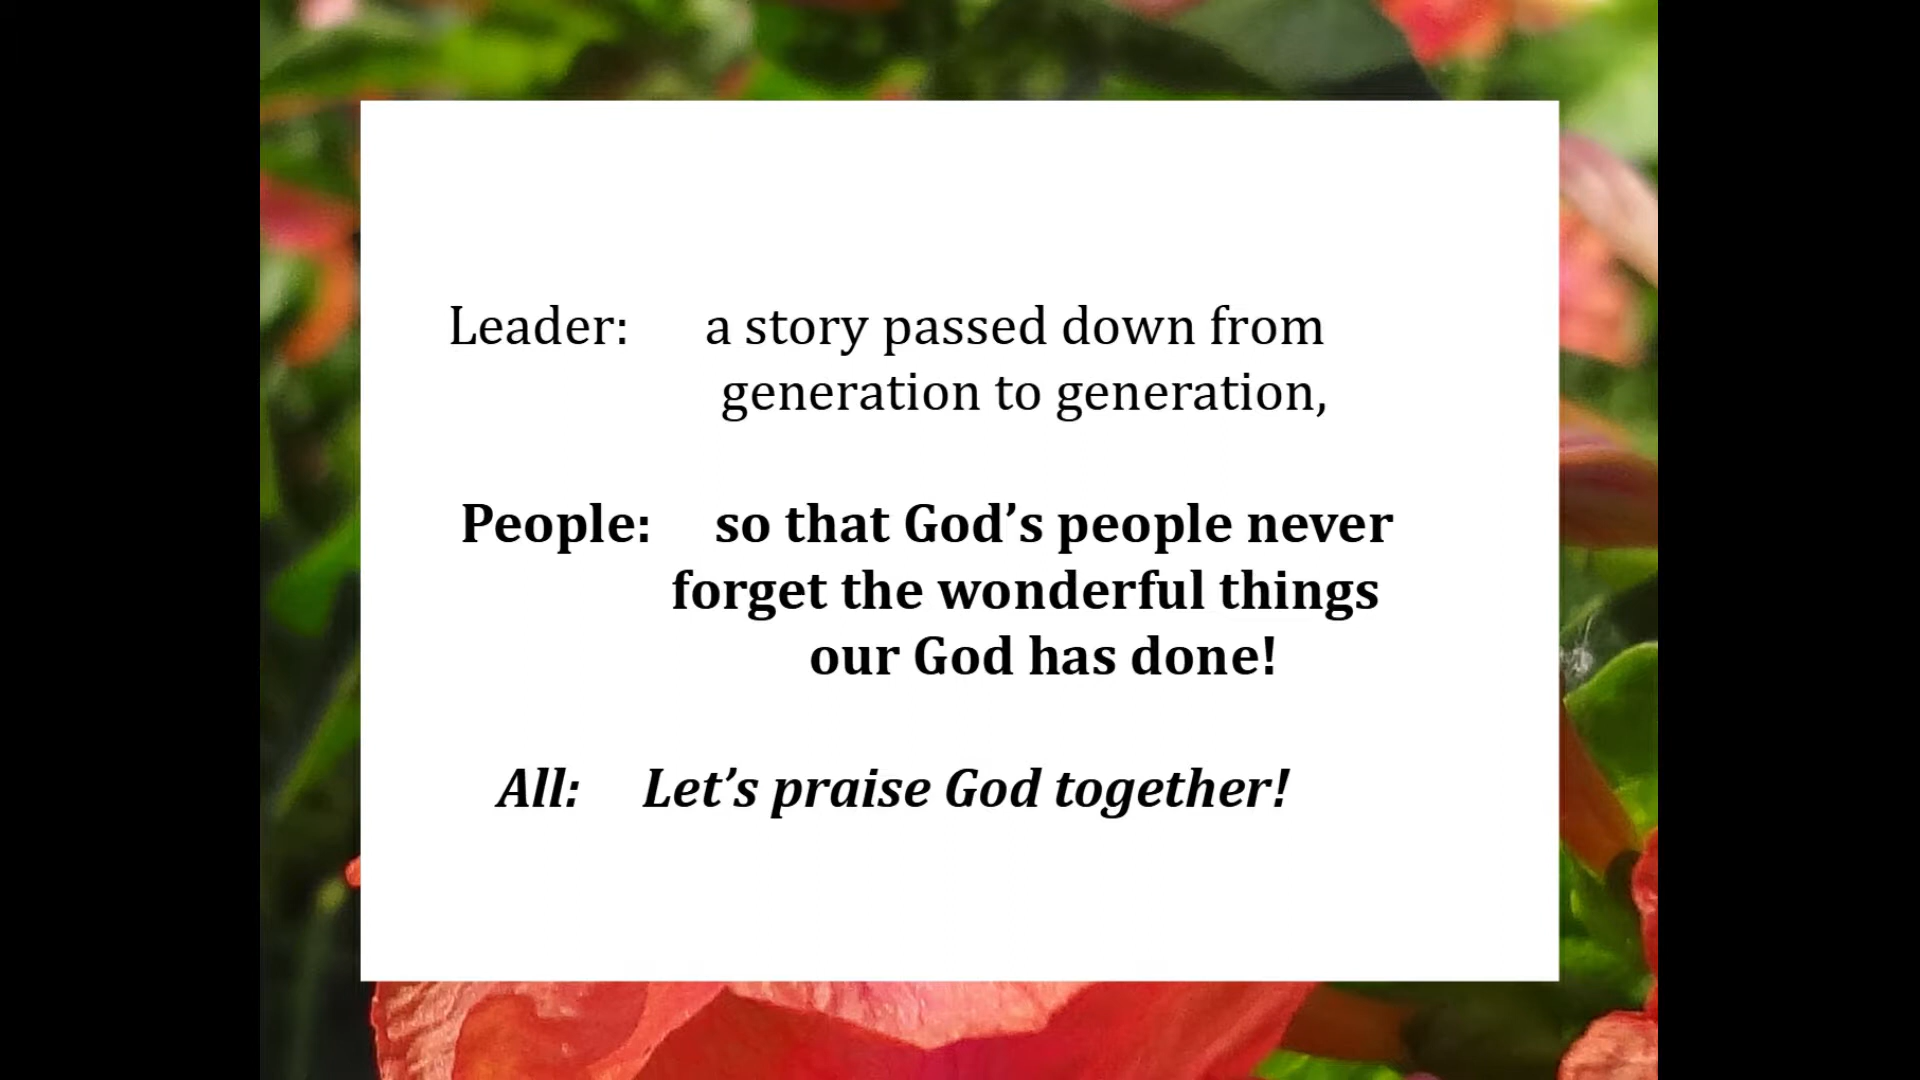 Leader: a story passed down from
generation to generation,
People: so that God’s people never
forget the wonderful things
our God has done!
All: Let’s praise God together!